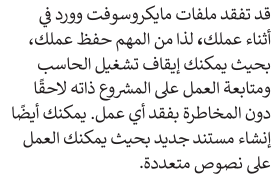 قد تفقد ملفات مايكروسوفت وورد في
أثناء عملك، لذا من المهم حفظ عملك،
بحيث يمكنك إيقاف تشغيل الحاسب
ومتابعة العمل على المشروع ذاته لاحقًا
دون المخاطرة بفقد أي عمل. يمكنك أيضًا
إنشاء مستند جديد بحيث يمكنك العمل
على نصوص متعددة.